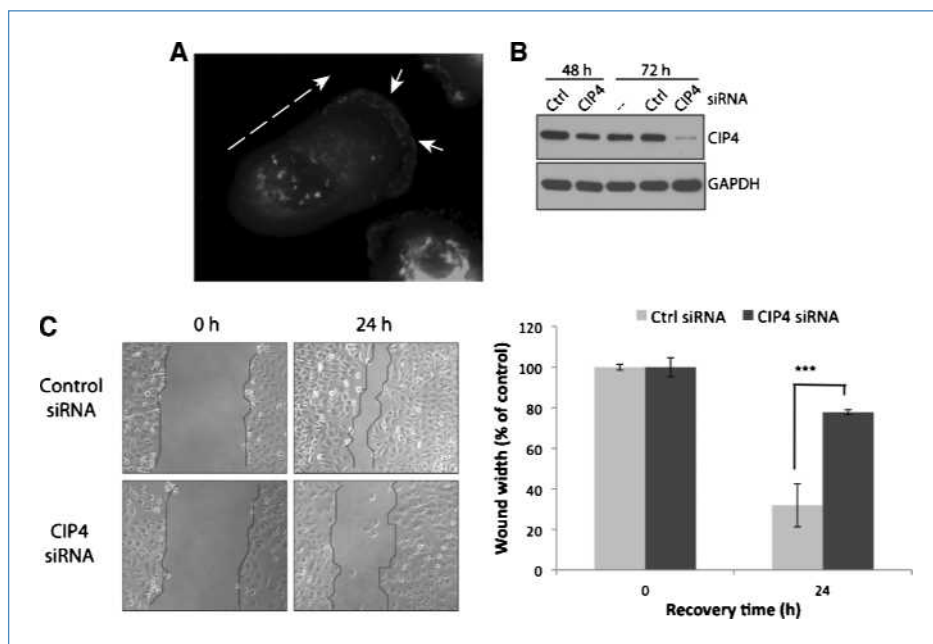 A
B
48 h 72 h
Ctrl CIP4 -- Ctrl CIP4 siRNA
CIP4
GAPDH
C
0 h 24 h
Control
siRNA
CIP4
siRNA
Ctrl siRNA CIP4 siRNA
120
100
80
60
40
20
0
***
0 24
Wound width (% of control)
Recovery time (h)